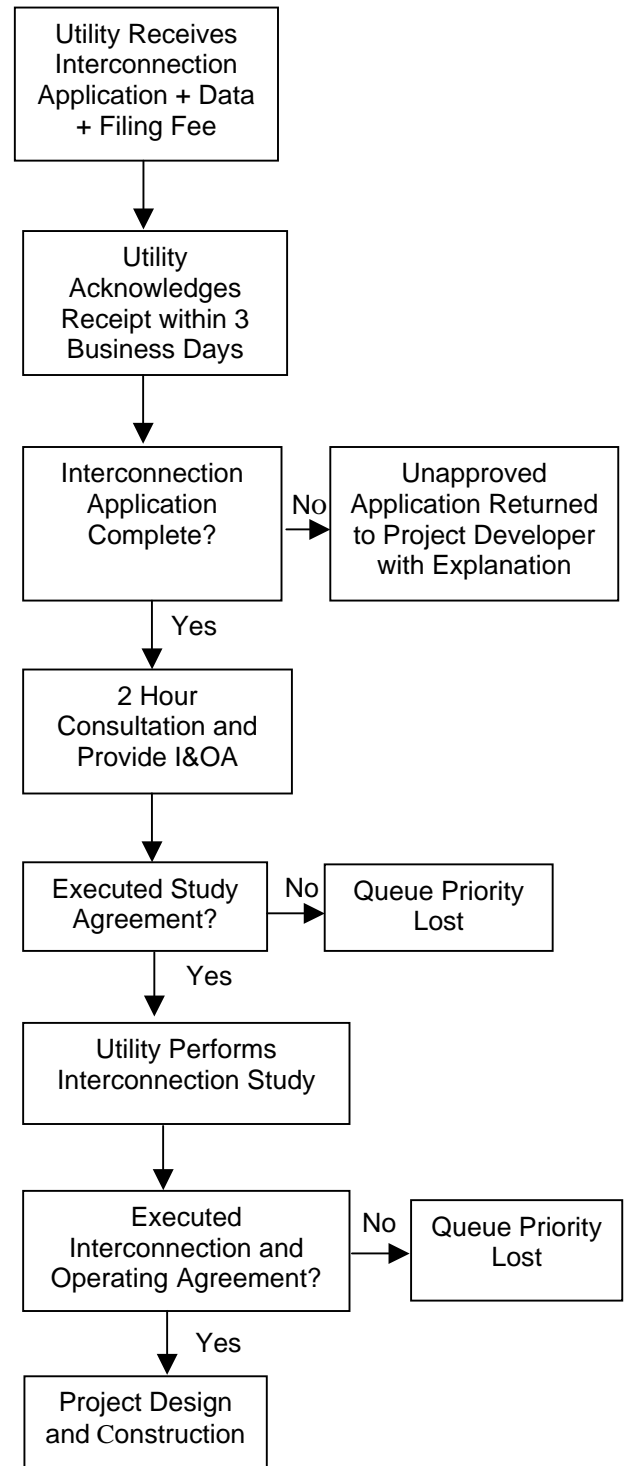 Utility Receives
Interconnection
Application + Data
+ Filing Fee
Utility
Acknowledges
Receipt within 3
Business Days
Interconnection
Application
Complete?
No
Unapproved
Application Returned
to Project Developer
with Explanation
Yes
2 Hour
Consultation and
Provide I&OA
Executed Study
Agreement?
No
Queue Priority
Lost
Yes
Utility Performs
Interconnection Study
Executed
Interconnection and
Operating Agreement?
No
Queue Priority
Lost
Yes
Project Design
and Construction